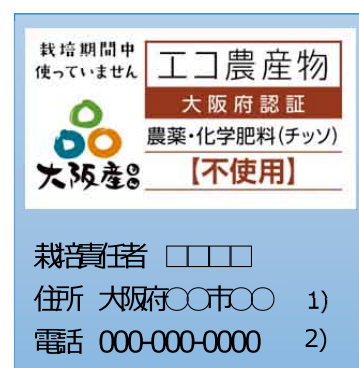 栽培期間中
使っていません
エコ農産物
大阪府認証
農薬・化学肥料(チッソ)
【不使用】
大阪産
栽培責任者 □□□□
住所 大阪府○○市○○ 1)
電話 000-000-0000 2)